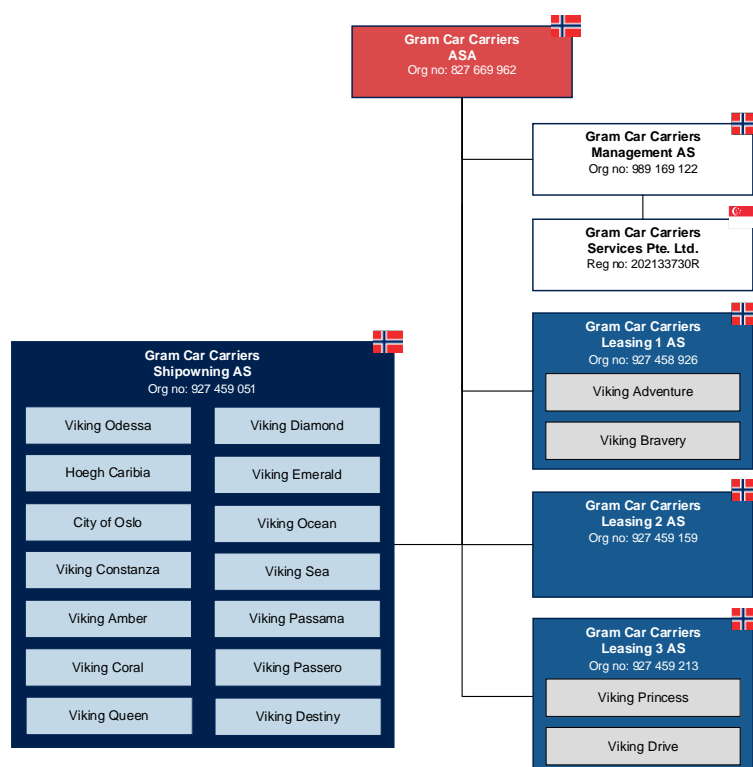 Gram Car Carriers
ASA
Org no: 827 669 962
Gram Car Carriers
Management AS
Org no: 989 169 122
Gram Car Carriers
Services Pte. Ltd.
Reg no: 202133730R
Gram Car Carriers
Leasing 1 AS
Org no: 927 458 926
Viking Adventure
Viking Bravery
Gram Car Carriers
Shipowning AS
Org no: 927 459 051
Viking Odessa
Viking Diamond
Hoegh Caribia
Viking Emerald
City of Oslo
Viking Ocean
Viking Constanza
Viking Sea
Viking Amber
Viking Passama
Viking Coral
Viking Passero
Viking Queen
Viking Destiny
Gram Car Carriers
Leasing 2 AS
Org no: 927 459 159
Gram Car Carriers
Leasing 3 AS
Org no: 927 459 213
Viking Princess
Viking Drive